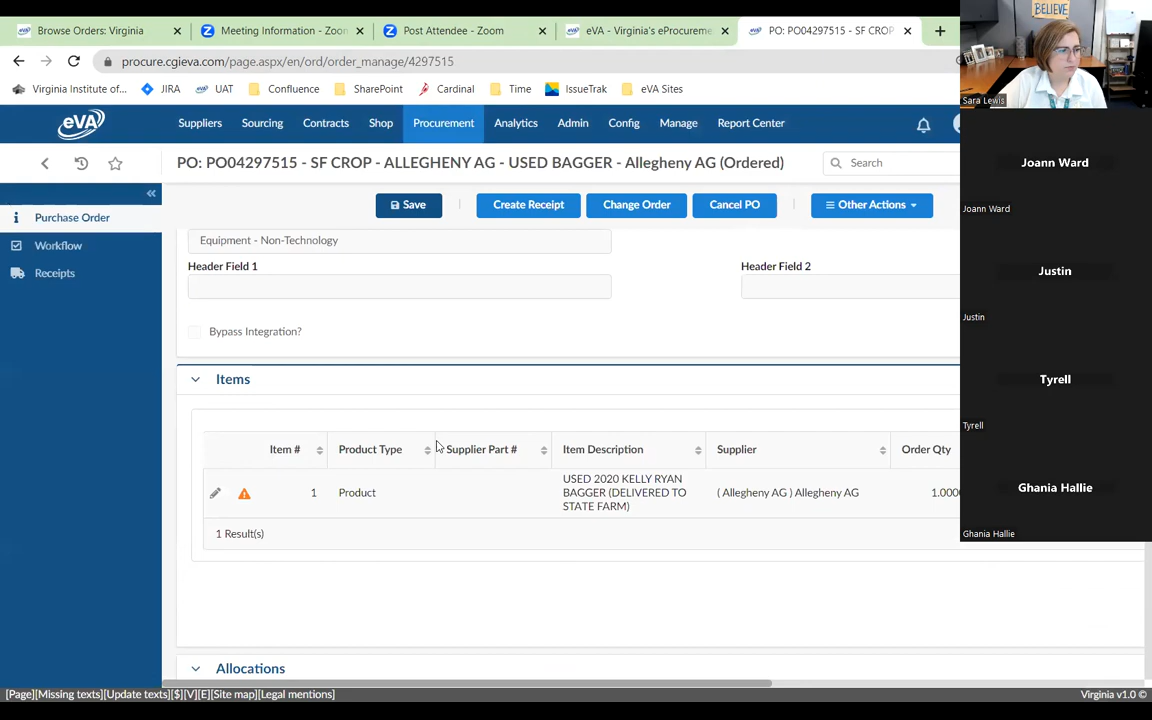 Browse Orders: Virginia
Meeting Information - Zoom
Post Attendee - Zoom
eVA - Virginia's eProcureme
PO: PO04297515 - SF CROP -
BELIEVE
procure.cgieva.com/page.aspx/en/ord/order_manage/4297515
Virginia Institute of... JIRA UAT Confluence SharePoint Cardinal Time IssueTrak eVA Sites
Sara Lewis
eVA
Suppliers Sourcing Contracts Shop Procurement Analytics Admin Config Manage Report Center
PO: PO04297515 - SF CROP - ALLEGHENY AG - USED BAGGER - Allegheny AG (Ordered)
Search
Joann Ward
Joann Ward
Purchase Order
Workflow
Receipts
Save
Create Receipt
Change Order
Cancel PO
Other Actions
Equipment - Non-Technology
Header Field 1
Header Field 2
Bypass Integration?
Justin
Justin
Items
Tyrell
Tyrell
Item # Product Type Supplier Part # Item Description Supplier Order Qty
1 Product USED 2020 KELLY RYAN BAGGER (DELIVERED TO STATE FARM) ( Allegheny AG ) Allegheny AG 1.0000
1 Result(s)
Ghania Hallie
Ghania Hallie
Allocations
[Page][Missing texts][Update texts][$][V][E][Site map][Legal mentions]
Virginia v1.0 ©